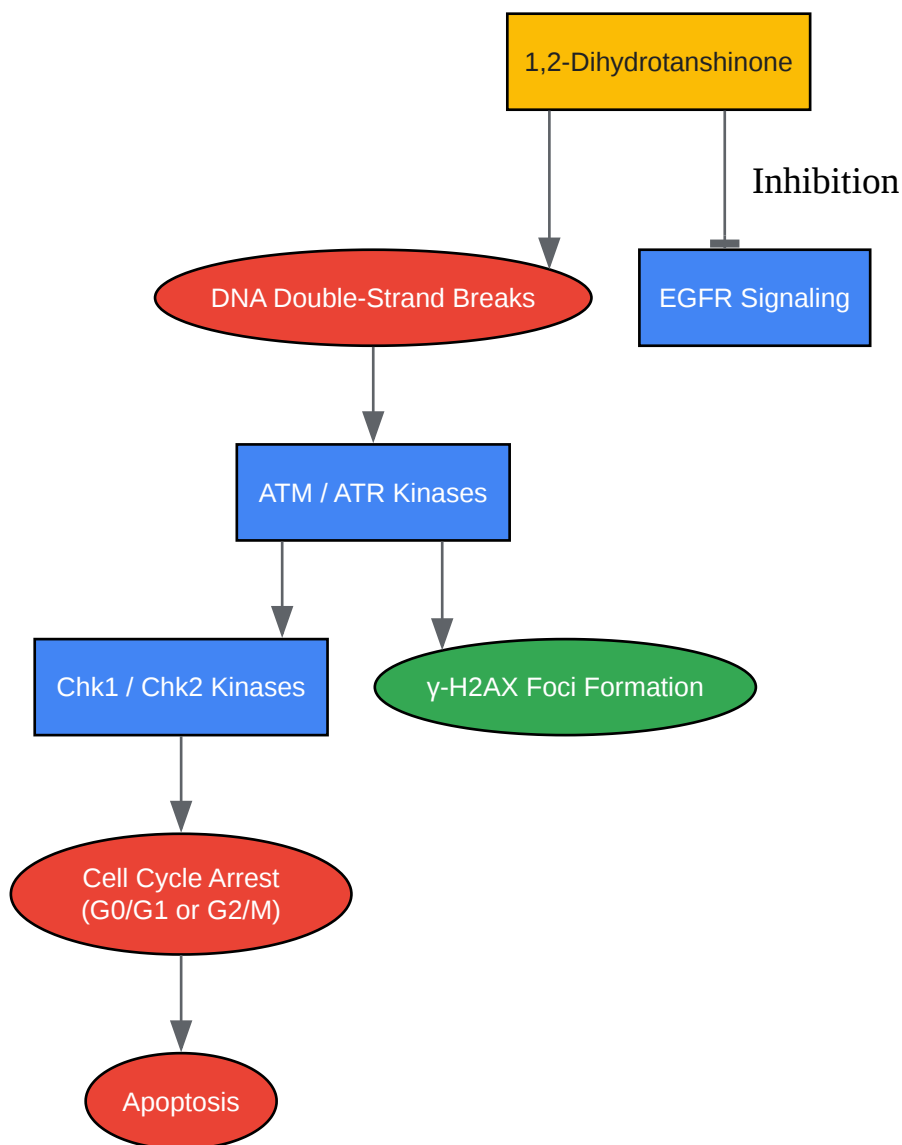 1,2-Dihydrotanshinone
Inhibition
DNA Double-Strand Breaks
EGFR Signaling
ATM / ATR Kinases
Chk1 / Chk2 Kinases
γ-H2AX Foci Formation
Cell Cycle Arrest
(G0/G1 or G2/M)
Apoptosis